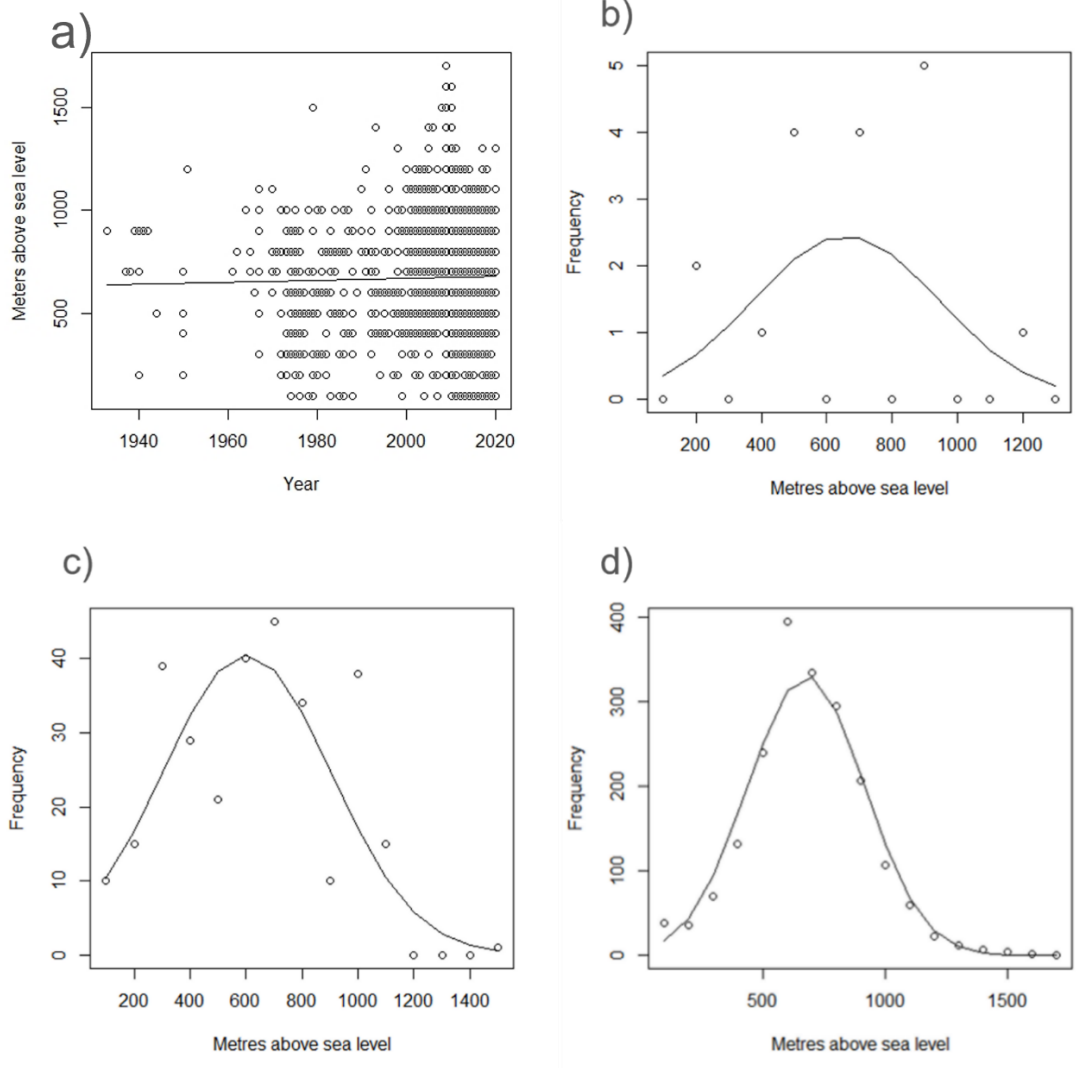 a)
Meters above sea level
1500
1000
500
1940 1960 1980 2000 2020
Year
b)
Frequency
5
4
3
2
1
0
200 400 600 800 1000 1200
Metres above sea level
c)
Frequency
40
30
20
10
0
200 400 600 800 1000 1200 1400
Metres above sea level
d)
Frequency
400
300
200
100
0
500 1000 1500
Metres above sea level